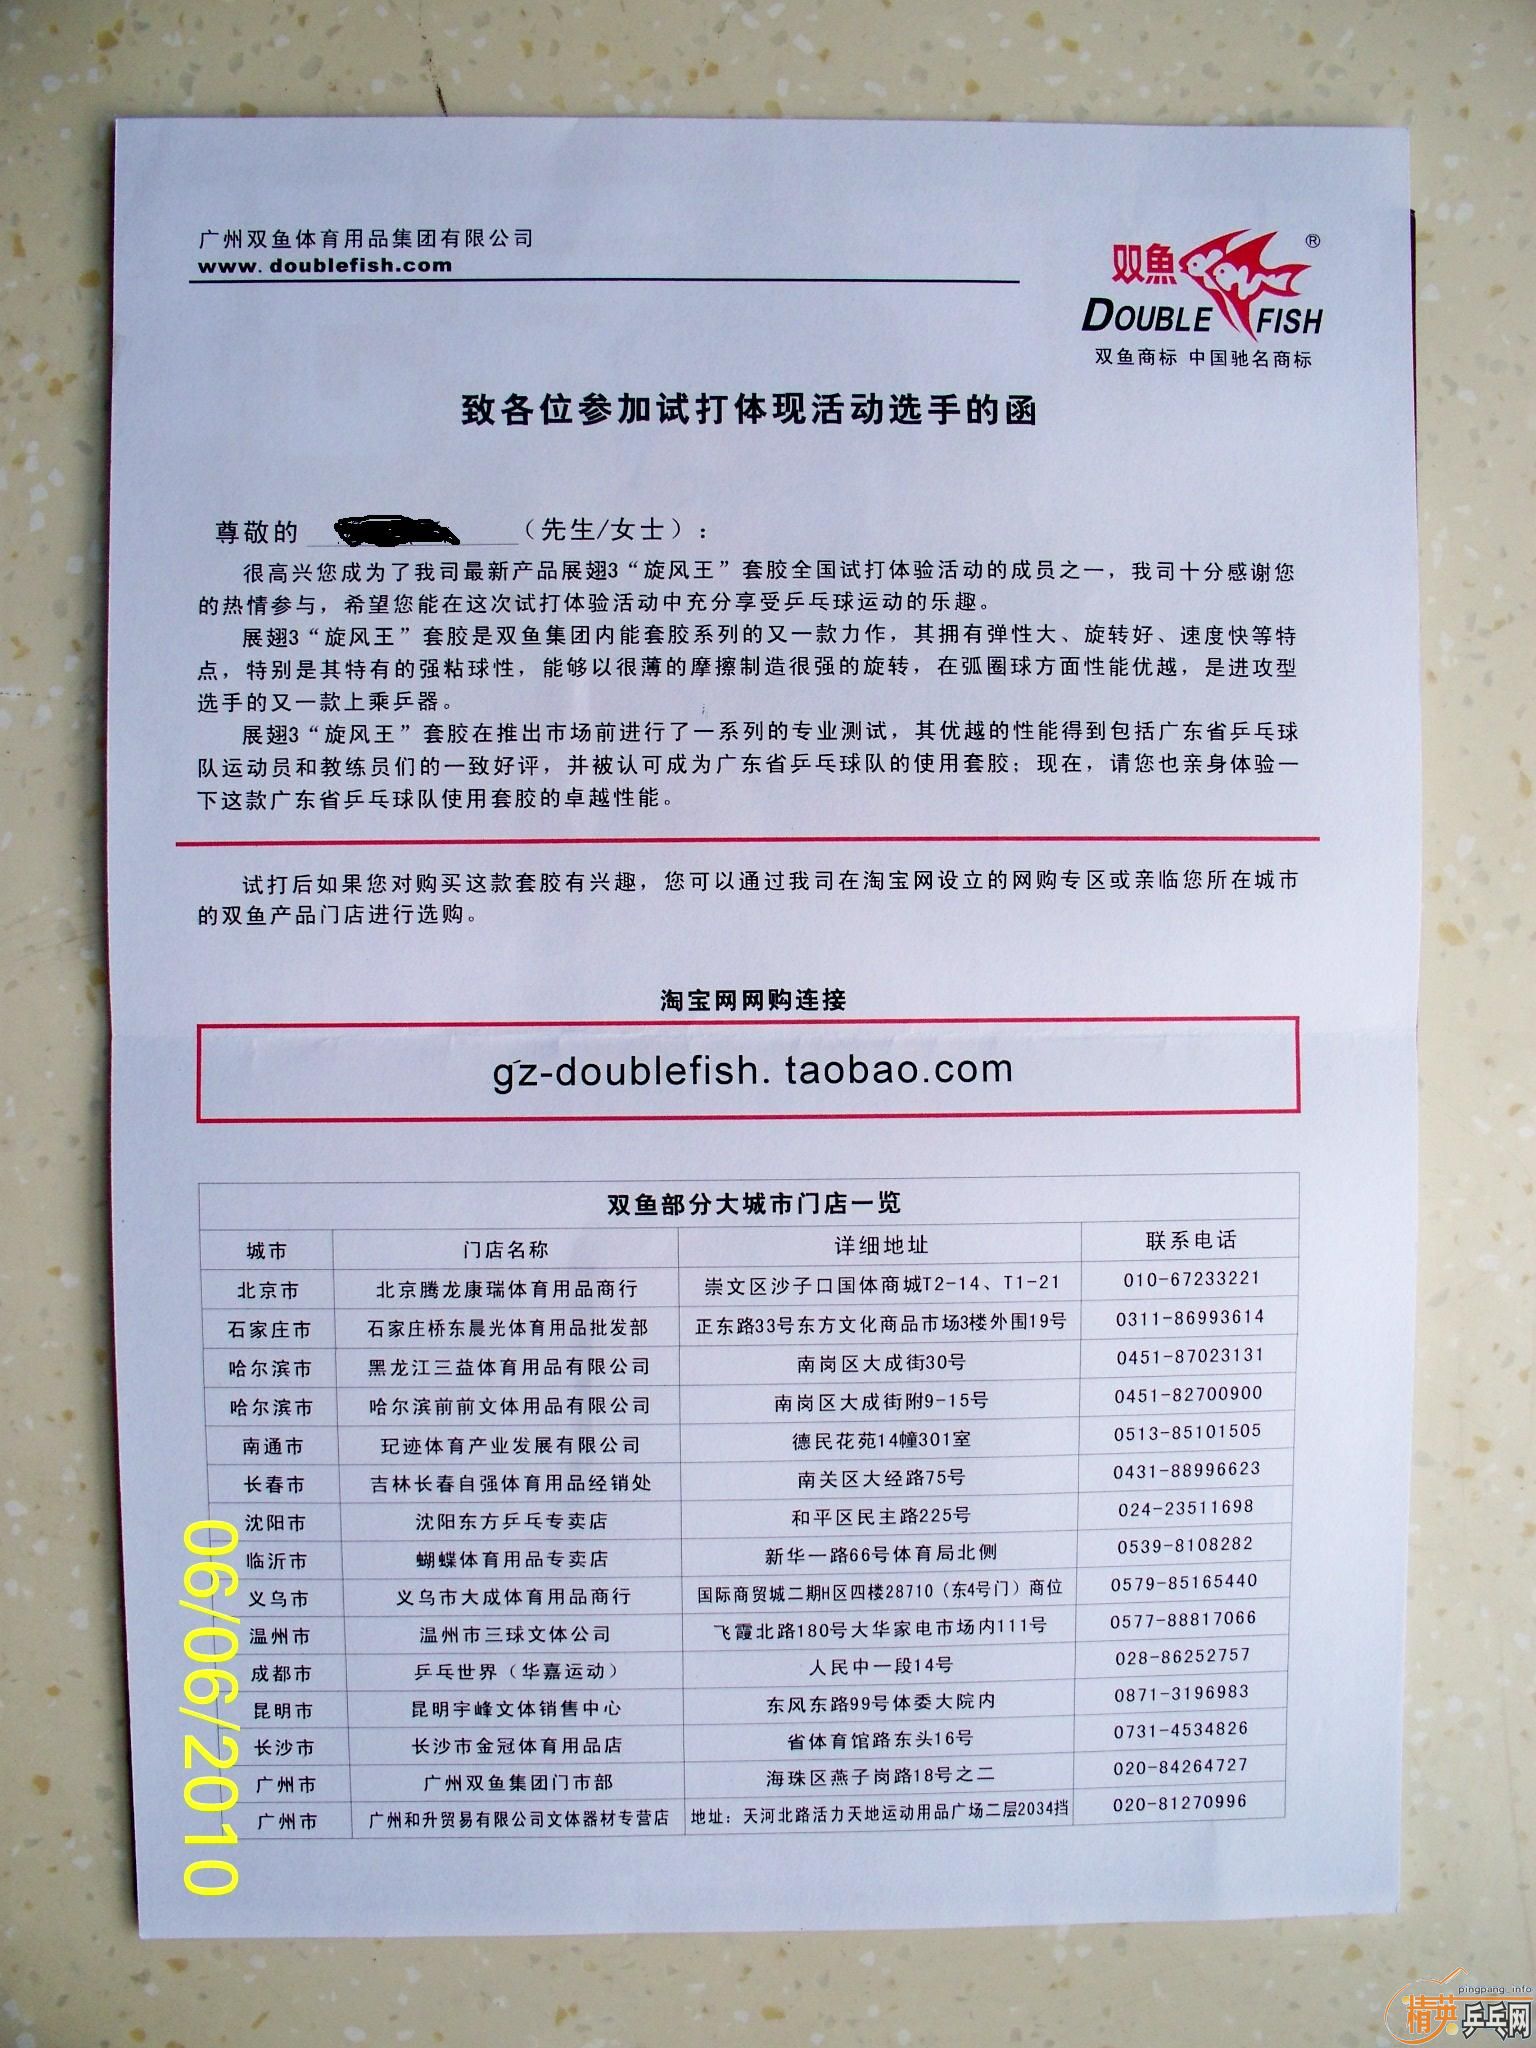 广州双鱼体育用品集团有限公司
www.doublefish.com
双魚
®
DOUBLE FISH
双鱼商标 中国驰名商标
致各位参加试打体现活动选手的函
尊敬的 （先生/女士）：
很高兴您成为了我司最新产品展翅3“旋风王”套胶全国试打体验活动的成员之一，我司十分感谢您
的热情参与，希望您能在这次试打体验活动中充分享受乒乓球运动的乐趣。
展翅3“旋风王”套胶是双鱼集团内能套胶系列的又一款力作，其拥有弹性大、旋转好、速度快等特
点，特别是其特有的强粘球性，能够以很薄的摩擦制造很强的旋转，在弧圈球方面性能优越，是进攻型
选手的又一款上乘乒器。
展翅3“旋风王”套胶在推出市场前进行了一系列的专业测试，其优越的性能得到包括广东省乒乓球
队运动员和教练员们的一致好评，并被认可成为广东省乒乓球队的使用套胶；现在，请您也亲身体验一
下这款广东省乒乓球队使用套胶的卓越性能。
试打后如果您对购买这款套胶有兴趣，您可以通过我司在淘宝网设立的网购专区或亲临您所在城市
的双鱼产品门店进行选购。
淘宝网网购连接
gz-doublefish.taobao.com
双鱼部分大城市门店一览
城市 门店名称 详细地址 联系电话
北京市 北京腾龙康瑞体育用品商行 崇文区沙子口国体商城T2-14、T1-21 010-67233221
石家庄市 石家庄桥东晨光体育用品批发部 正东路33号东方文化商品市场3楼外围19号 0311-86993614
哈尔滨市 黑龙江三益体育用品有限公司 南岗区大成街30号 0451-87023131
哈尔滨市 哈尔滨前前文体用品有限公司 南岗区大成街附9-15号 0451-82700900
南通市 玘迹体育产业发展有限公司 德民花苑14幢301室 0513-85101505
长春市 吉林长春自强体育用品经销处 南关区大经路75号 0431-88996623
沈阳市 沈阳东方乒乓专卖店 和平区民主路225号 024-23511698
临沂市 蝴蝶体育用品专卖店 新华一路66号体育局北侧 0539-8108282
义乌市 义乌市大成体育用品商行 国际商贸城二期H区四楼28710（东4号门）商位 0579-85165440
温州市 温州市三球文体公司 飞霞北路180号大华家电市场内111号 0577-88817066
成都市 乒乓世界（华嘉运动） 人民中一段14号 028-86252757
昆明市 昆明宇峰文体销售中心 东风东路99号体委大院内 0871-3196983
长沙市 长沙市金冠体育用品店 省体育馆路东头16号 0731-4534826
广州市 广州双鱼集团门市部 海珠区燕子岗路18号之二 020-84264727
广州市 广州和升贸易有限公司文体器材专营店 地址：天河北路活力天地运动用品广场二层2034挡 020-81270996
06/06/2010
pingpang.info
精英乒乓网